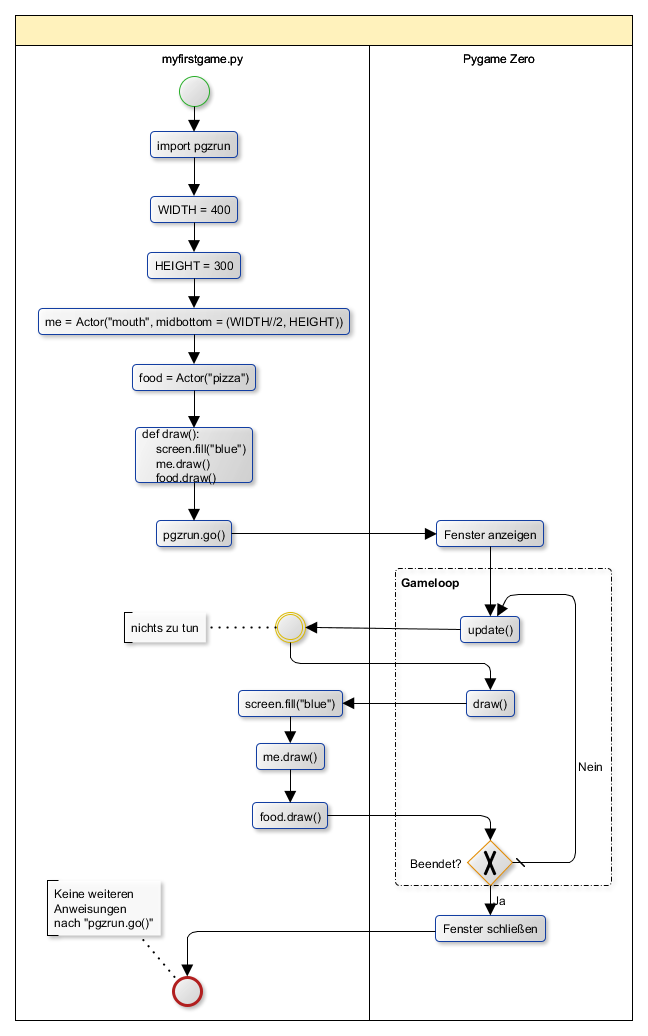 myfirstgame.py
Pygame Zero
import pgzrun
WIDTH = 400
HEIGHT = 300
me = Actor("mouth", midbottom = (WIDTH//2, HEIGHT))
food = Actor("pizza")
def draw():
screen.fill("blue")
me.draw()
food.draw()
pgzrun.go()
Fenster anzeigen
Gameloop
nichts zu tun
update()
screen.fill("blue")
draw()
me.draw()
Nein
food.draw()
Beendet?
X
Keine weiteren
Anweisungen
nach "pgzrun.go()"
Ja
Fenster schließen